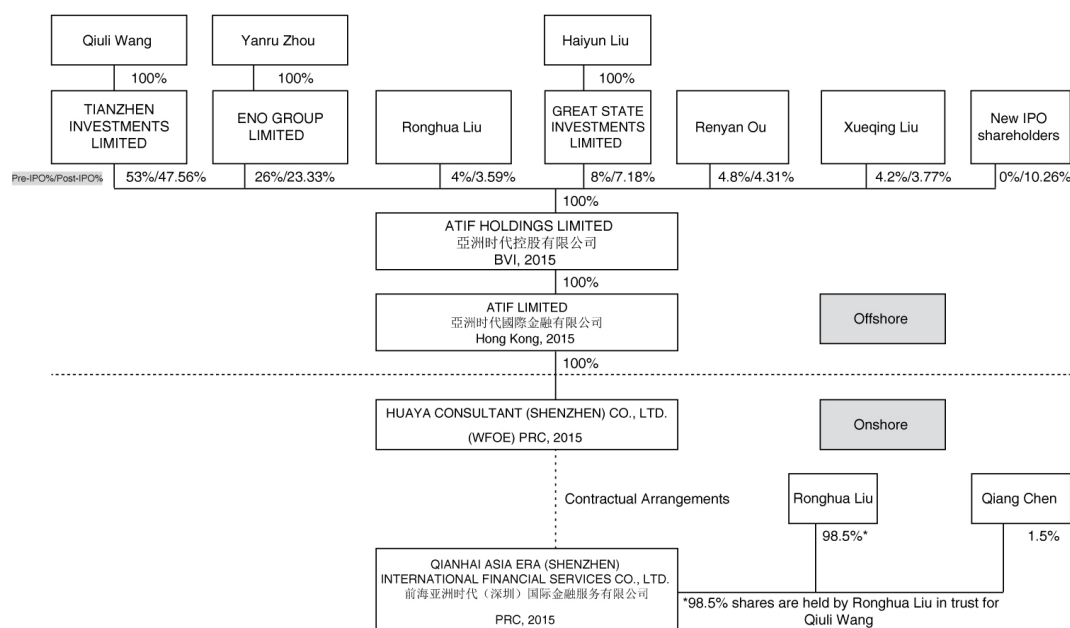 Qiuli Wang
Yanru Zhou
Haiyun Liu
100%
100%
100%
TIANZHEN
INVESTMENTS
LIMITED
ENO GROUP
LIMITED
Ronghua Liu
GREAT STATE
INVESTMENTS
LIMITED
Renyan Ou
Xueqing Liu
New IPO
shareholders
Pre-IPO%/Post-IPO%
53%/47.56%
26%/23.33%
4%/3.59%
8%/7.18%
4.8%/4.31%
4.2%/3.77%
0%/10.26%
100%
ATIF HOLDINGS LIMITED
亞洲时代控股有限公司
BVI, 2015
100%
ATIF LIMITED
亞洲时代國際金融有限公司
Hong Kong, 2015
Offshore
100%
HUAYA CONSULTANT (SHENZHEN) CO., LTD.
(WFOE) PRC, 2015
Onshore
Contractual Arrangements
Ronghua Liu
Qiang Chen
98.5%*
1.5%
QIANHAI ASIA ERA (SHENZHEN)
INTERNATIONAL FINANCIAL SERVICES CO., LTD.
前海亚洲时代（深圳）国际金融服务有限公司
PRC, 2015
*98.5% shares are held by Ronghua Liu in trust for
Qiuli Wang